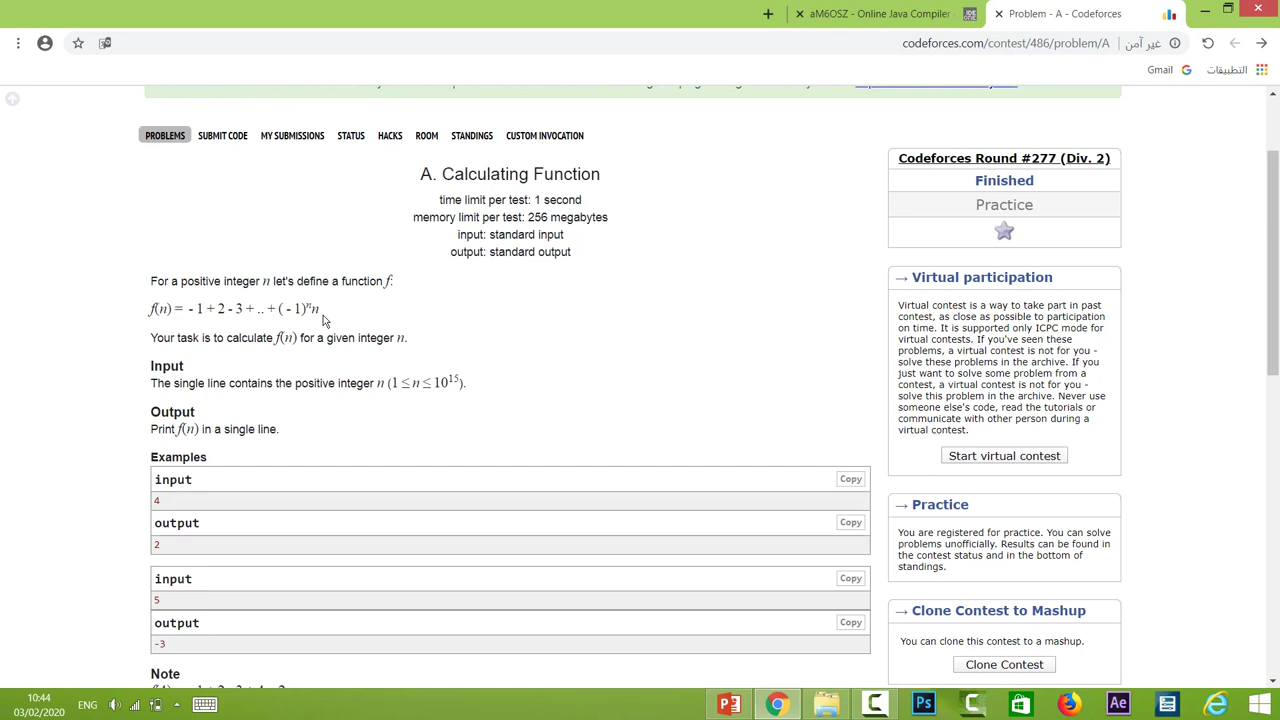 aM6OSZ - Online Java Compiler
IDE ONE
Problem - A - Codeforces
codeforces.com/contest/486/problem/A
غير آمن
Gmail
التطبيقات
PROBLEMS
SUBMIT CODE
MY SUBMISSIONS
STATUS
HACKS
ROOM
STANDINGS
CUSTOM INVOCATION
A. Calculating Function
time limit per test: 1 second
memory limit per test: 256 megabytes
input: standard input
output: standard output
For a positive integer n let's define a function f:
f(n) = - 1 + 2 - 3 + .. + ( - 1)ⁿn
Your task is to calculate f(n) for a given integer n.
Input
The single line contains the positive integer n (1 ≤ n ≤ 10¹⁵).
Output
Print f(n) in a single line.
Examples
input
Copy
4
output
Copy
2
input
Copy
5
output
Copy
-3
Note
Codeforces Round #277 (Div. 2)
Finished
Practice
→ Virtual participation
Virtual contest is a way to take part in past
contest, as close as possible to participation
on time. It is supported only ICPC mode for
virtual contests. If you've seen these
problems, a virtual contest is not for you -
solve these problems in the archive. If you
just want to solve some problem from a
contest, a virtual contest is not for you -
solve this problem in the archive. Never use
someone else's code, read the tutorials or
communicate with other person during a
virtual contest.
Start virtual contest
→ Practice
You are registered for practice. You can solve
problems unofficially. Results can be found in
the contest status and in the bottom of
standings.
→ Clone Contest to Mashup
You can clone this contest to a mashup.
Clone Contest
10:44
03/02/2020
ENG
Ps
Ae